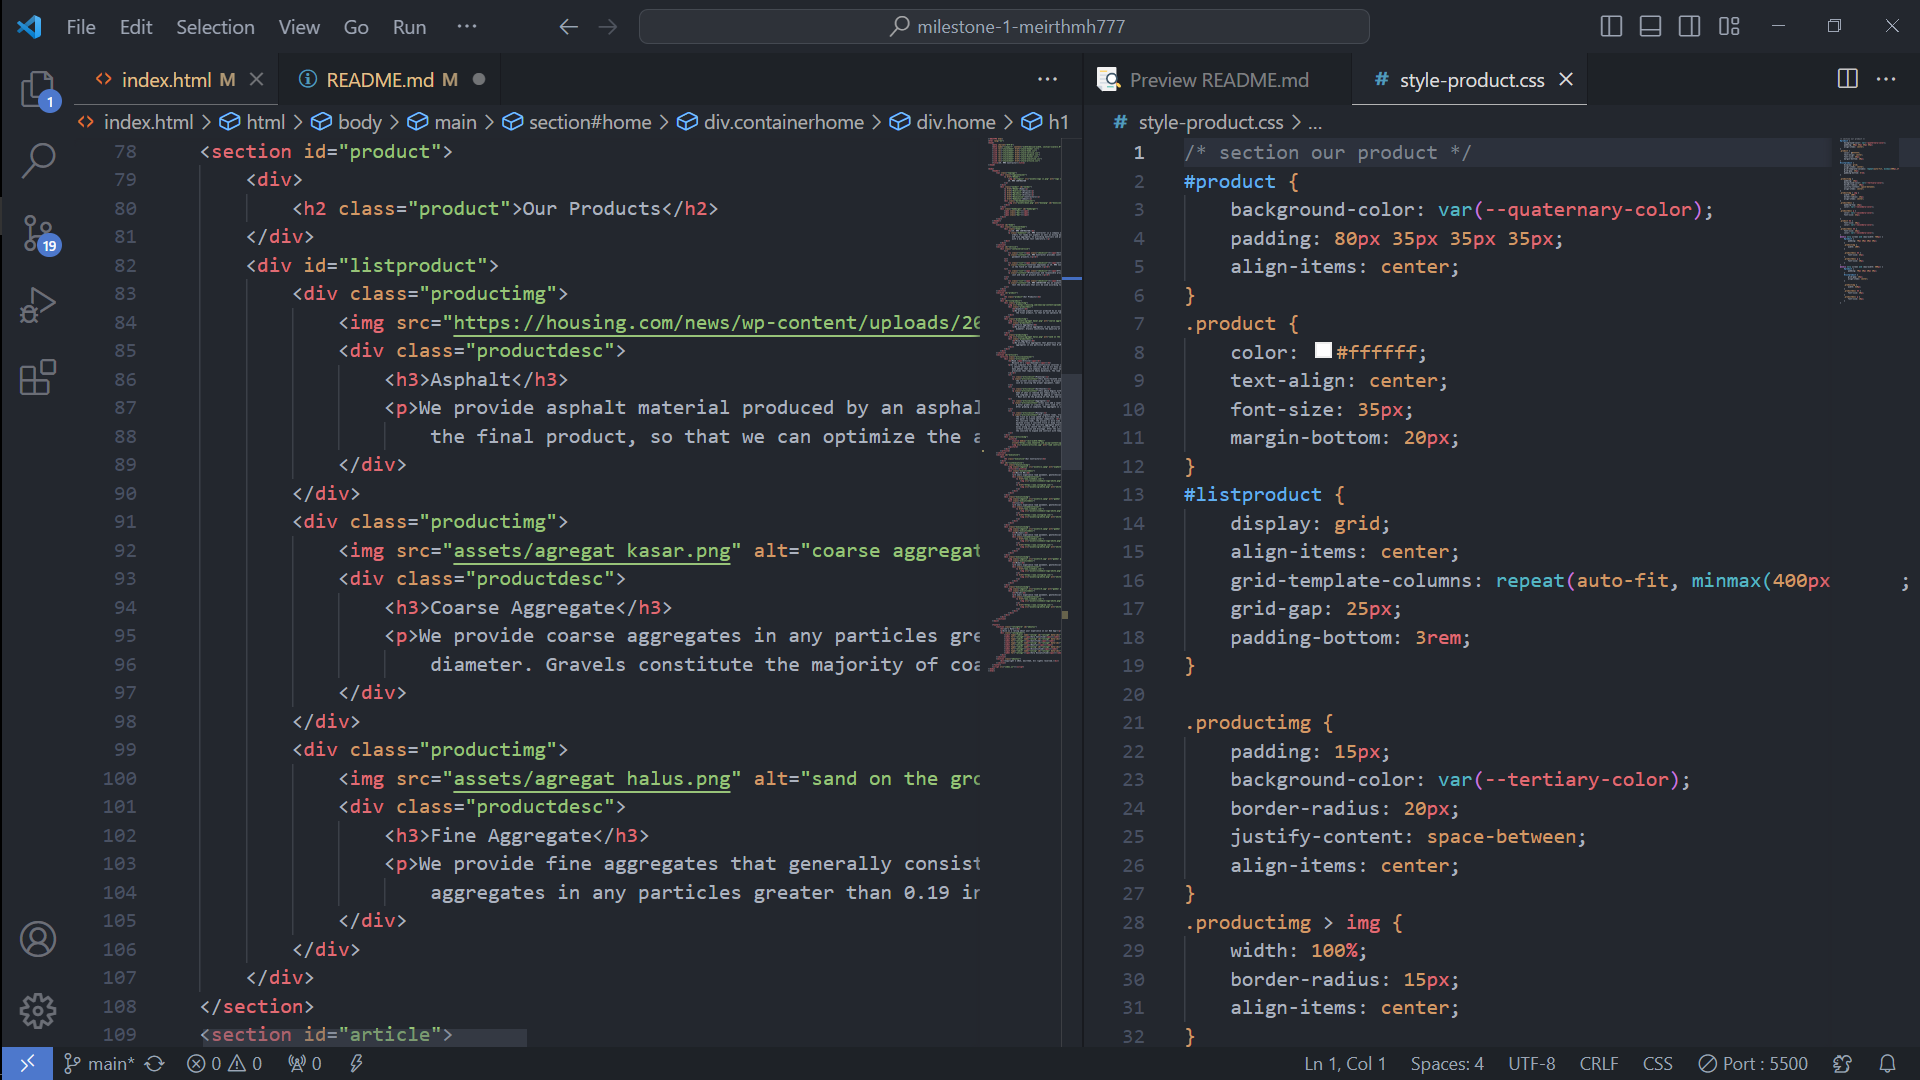 File Edit Selection View Go Run ··· milestone-1-meirthmh777
index.html M README.md M
Preview README.md style-product.css
index.html > html > body > main > section#home > div.containerhome > div.home > h1
style-product.css > ...
1
19
78 <section id="product">
79 <div>
80 <h2 class="product">Our Products</h2>
81 </div>
82 <div id="listproduct">
83 <div class="productimg">
84 <img src="https://housing.com/news/wp-content/uploads/20
85 <div class="productdesc">
86 <h3>Asphalt</h3>
87 <p>We provide asphalt material produced by an asphal
88 the final product, so that we can optimize the a
89 </div>
90 </div>
91 <div class="productimg">
92 <img src="assets/agregat kasar.png" alt="coarse aggregat
93 <div class="productdesc">
94 <h3>Coarse Aggregate</h3>
95 <p>We provide coarse aggregates in any particles gre
96 diameter. Gravels constitute the majority of coa
97 </div>
98 </div>
99 <div class="productimg">
100 <img src="assets/agregat halus.png" alt="sand on the gro
101 <div class="productdesc">
102 <h3>Fine Aggregate</h3>
103 <p>We provide fine aggregates that generally consist
104 aggregates in any particles greater than 0.19 in
105 </div>
106 </div>
107 </div>
108 </section>
109 <section id="article">
1 /* section our product */
2 #product {
3 background-color: var(--quaternary-color);
4 padding: 80px 35px 35px 35px;
5 align-items: center;
6 }
7 .product {
8 color: #ffffff;
9 text-align: center;
10 font-size: 35px;
11 margin-bottom: 20px;
12 }
13 #listproduct {
14 display: grid;
15 align-items: center;
16 grid-template-columns: repeat(auto-fit, minmax(400px ;
17 grid-gap: 25px;
18 padding-bottom: 3rem;
19 }
20
21 .productimg {
22 padding: 15px;
23 background-color: var(--tertiary-color);
24 border-radius: 20px;
25 justify-content: space-between;
26 align-items: center;
27 }
28 .productimg > img {
29 width: 100%;
30 border-radius: 15px;
31 align-items: center;
32 }
main* 0 0 0 Ln 1, Col 1 Spaces: 4 UTF-8 CRLF CSS Port : 5500